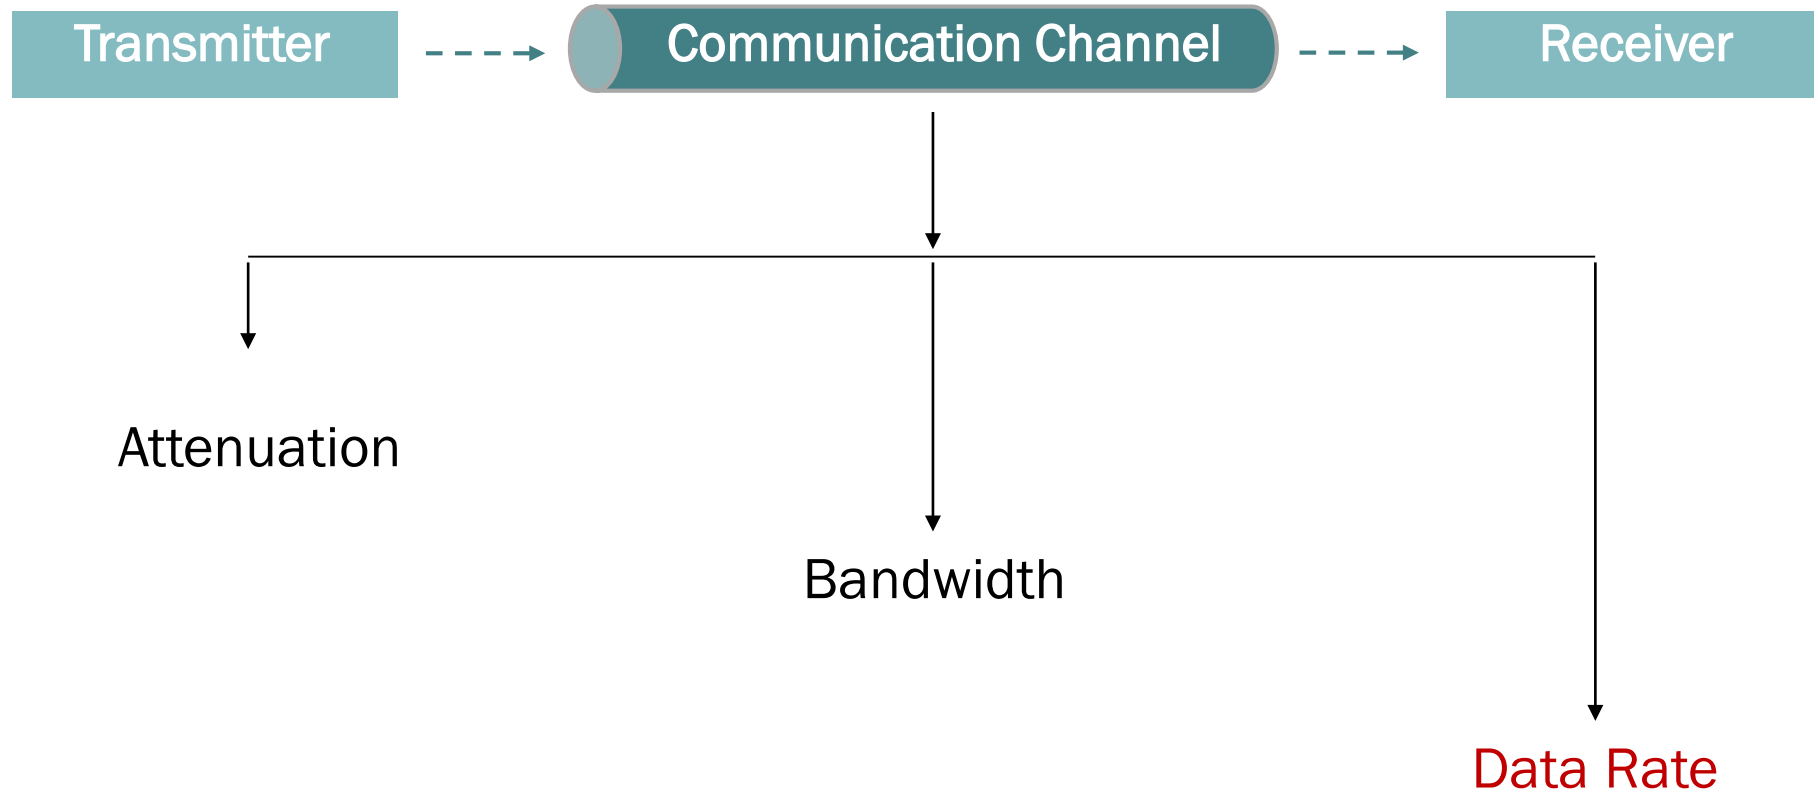 Transmitter
Communication Channel
Receiver
Attenuation
Bandwidth
Data Rate